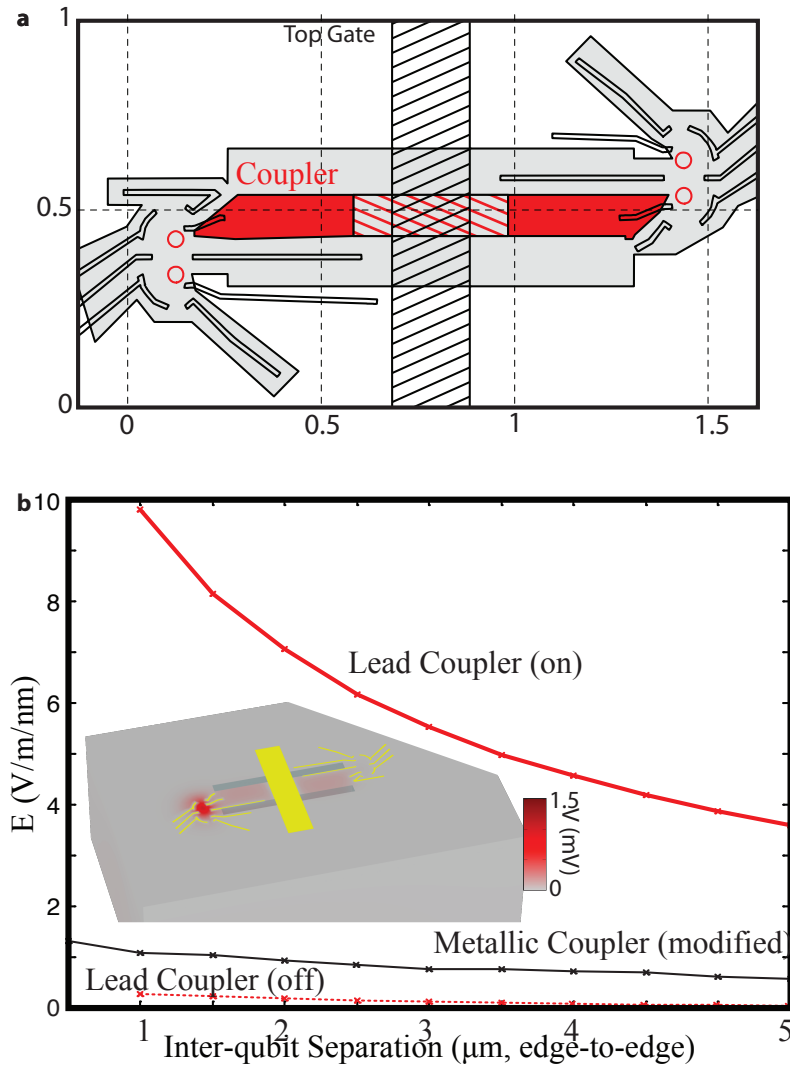 a
1
Top Gate
Coupler
0.5
0
0
0.5
1
1.5
b
10
8
6
4
2
0
E (V/m/nm)
Lead Coupler (on)
1.5
V (mV)
0
Metallic Coupler (modified)
Lead Coupler (off)
1
2
3
4
5
Inter-qubit Separation (μm, edge-to-edge)